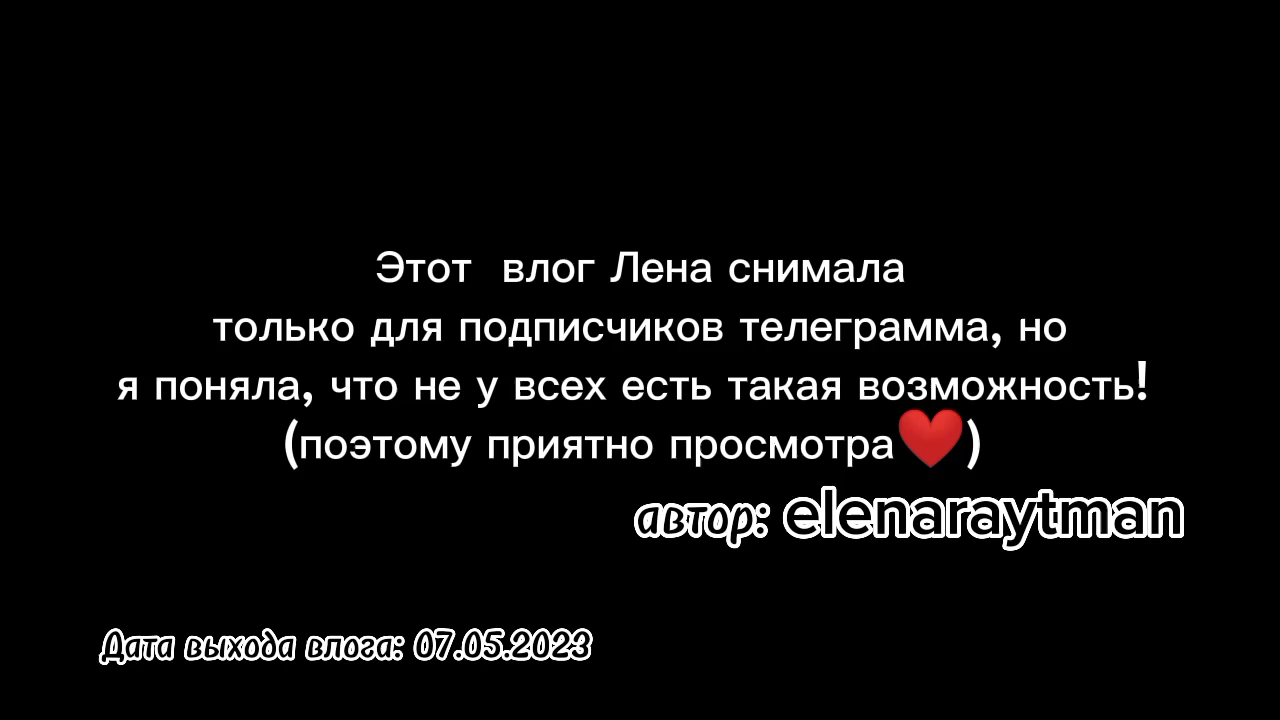 Этот  влог Лена снимала
только для подписчиков телеграмма, но
я поняла, что не у всех есть такая возможность!
(поэтому приятно просмотра❤️)
автор: elenaraytman
Дата выхода влога: 07.05.2023